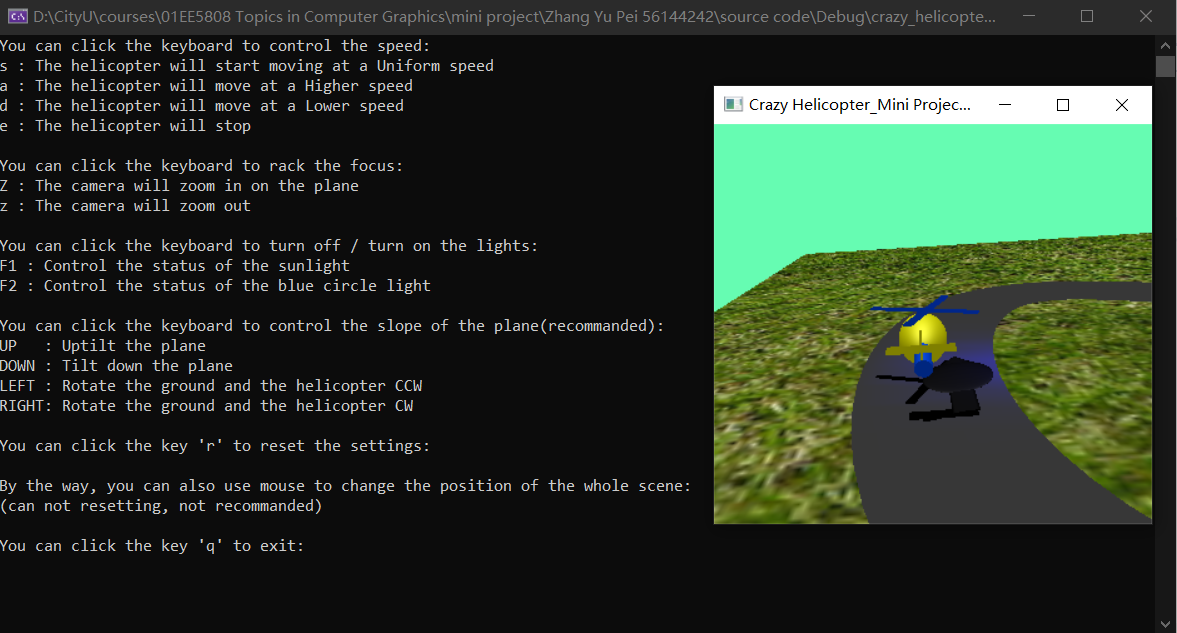 D:\CityU\courses\01EE5808 Topics in Computer Graphics\mini project\Zhang Yu Pei 56144242\source code\Debug\crazy_helicopte...
You can click the keyboard to control the speed:
s : The helicopter will start moving at a Uniform speed
a : The helicopter will move at a Higher speed
d : The helicopter will move at a Lower speed
e : The helicopter will stop
You can click the keyboard to rack the focus:
Z : The camera will zoom in on the plane
z : The camera will zoom out
You can click the keyboard to turn off / turn on the lights:
F1 : Control the status of the sunlight
F2 : Control the status of the blue circle light
You can click the keyboard to control the slope of the plane(recommanded):
UP   : Uptilt the plane
DOWN : Tilt down the plane
LEFT : Rotate the ground and the helicopter CCW
RIGHT: Rotate the ground and the helicopter CW
You can click the key 'r' to reset the settings:
By the way, you can also use mouse to change the position of the whole scene:
(can not resetting, not recommanded)
You can click the key 'q' to exit:
Crazy Helicopter_Mini Projec...